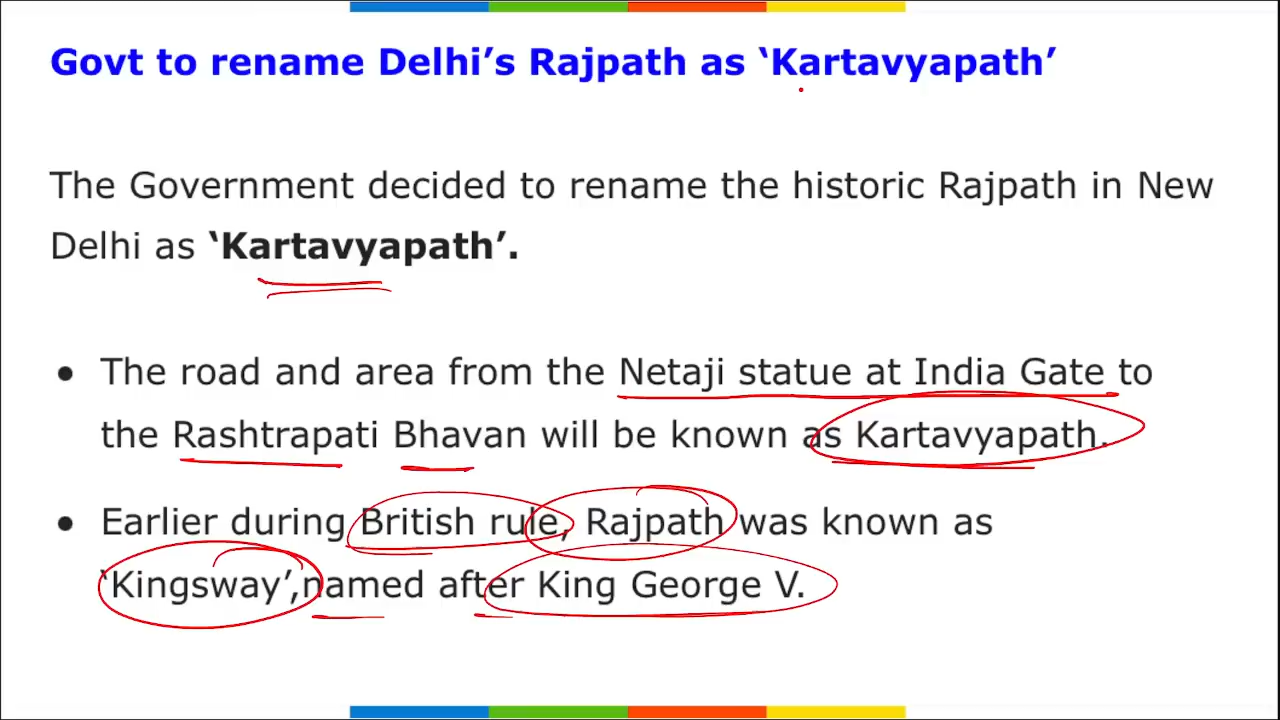 Govt to rename Delhi’s Rajpath as ‘Kartavyapath’
The Government decided to rename the historic Rajpath in New
Delhi as ‘Kartavyapath’.
● The road and area from the Netaji statue at India Gate to
the Rashtrapati Bhavan will be known as Kartavyapath.
● Earlier during British rule, Rajpath was known as
‘Kingsway’,named after King George V.